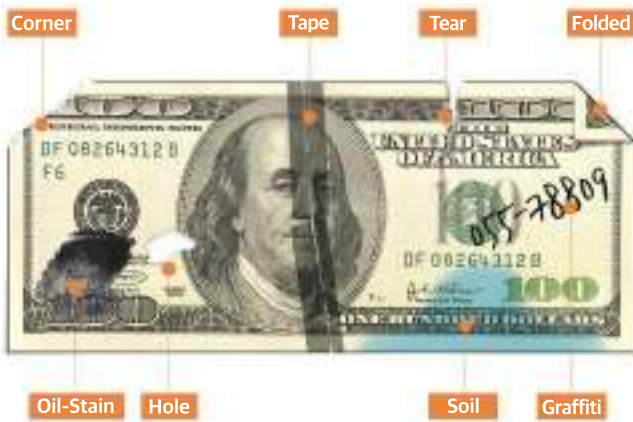 Corner
Tape
Tear
Folded
DF 08264312 B
F6
THE
UNITED STATES
OF AMERICA
100
055-78809
DF 08264312 B
100
ONE HUNDRED DOLLARS
Oil-Stain
Hole
Soil
Graffiti